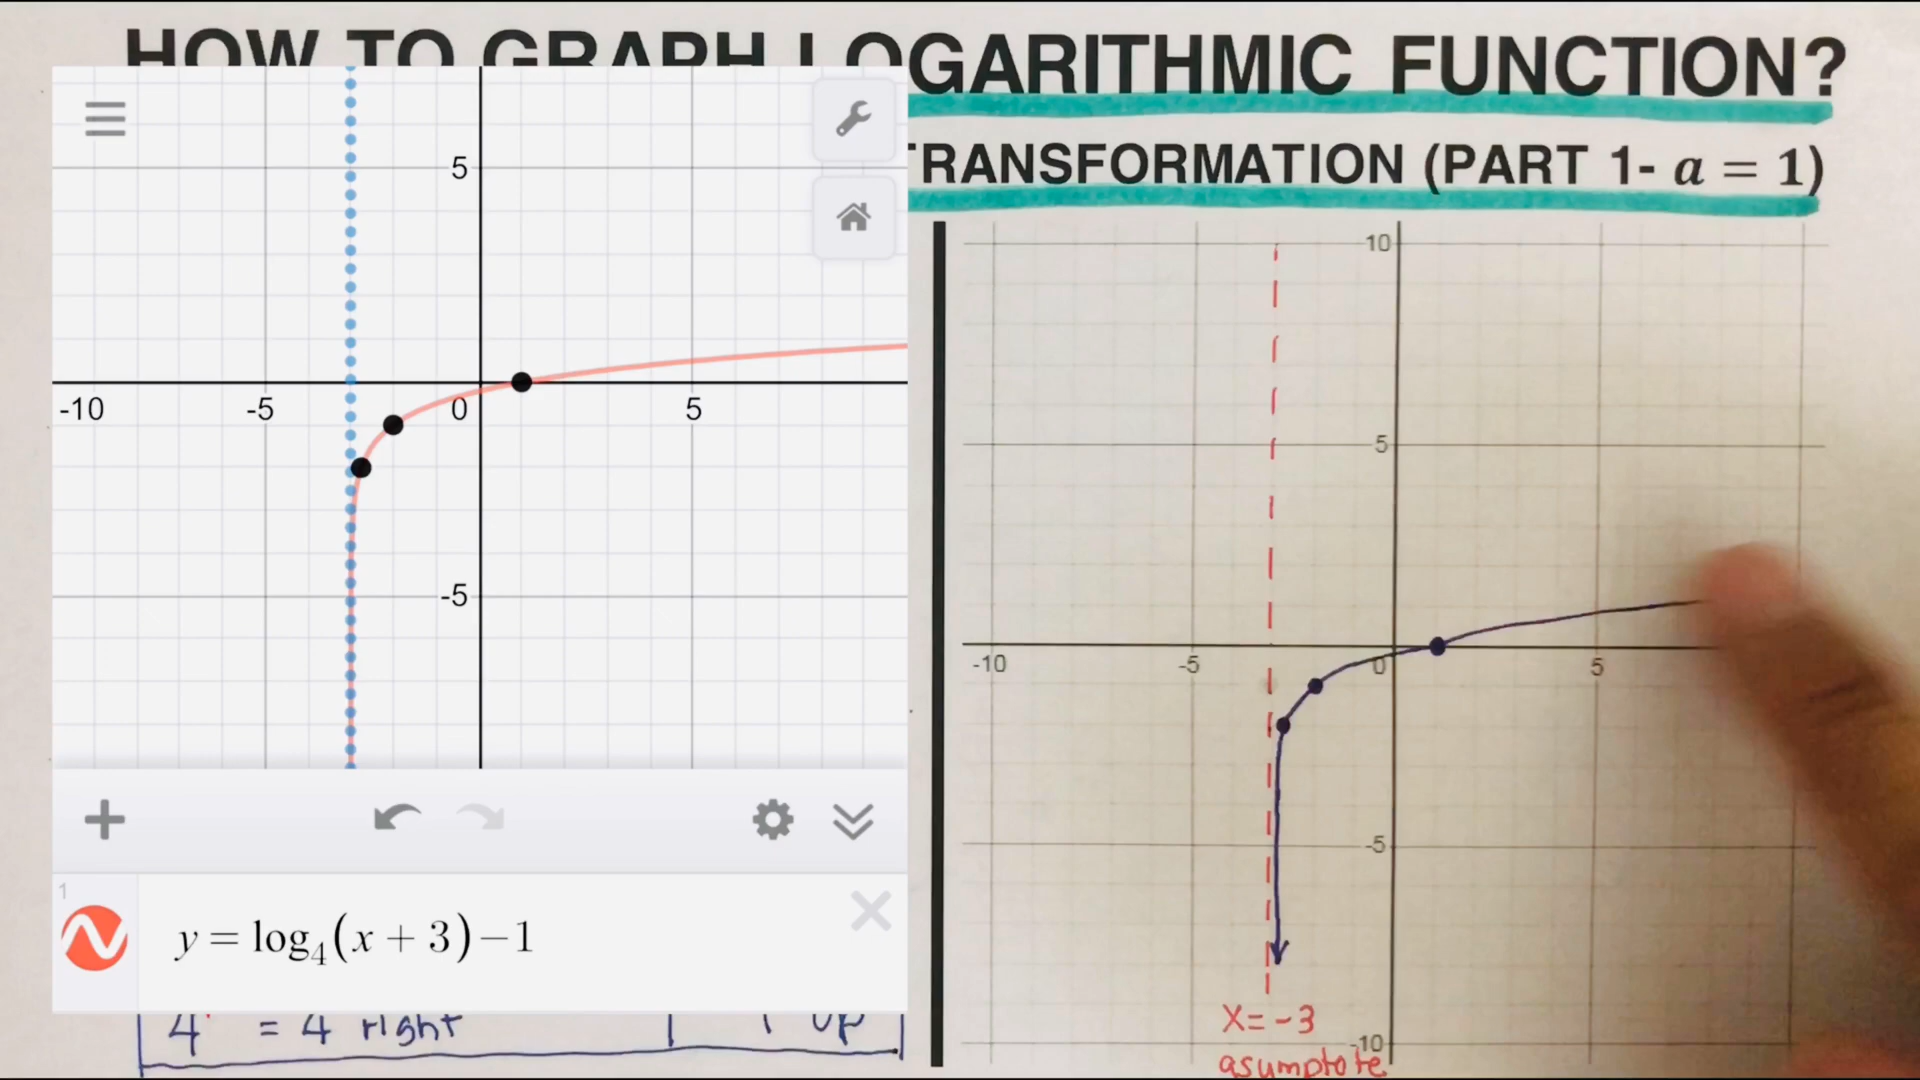 HOW TO GRAPH LOGARITHMIC FUNCTION?
TRANSFORMATION (PART 1- a = 1)
5
-10 -5 0 5
-5
1
y = log₄(x + 3) – 1
4 = 4 right
1 up
10
5
-10 -5 0 5
-5
-10
X = -3
asymptote